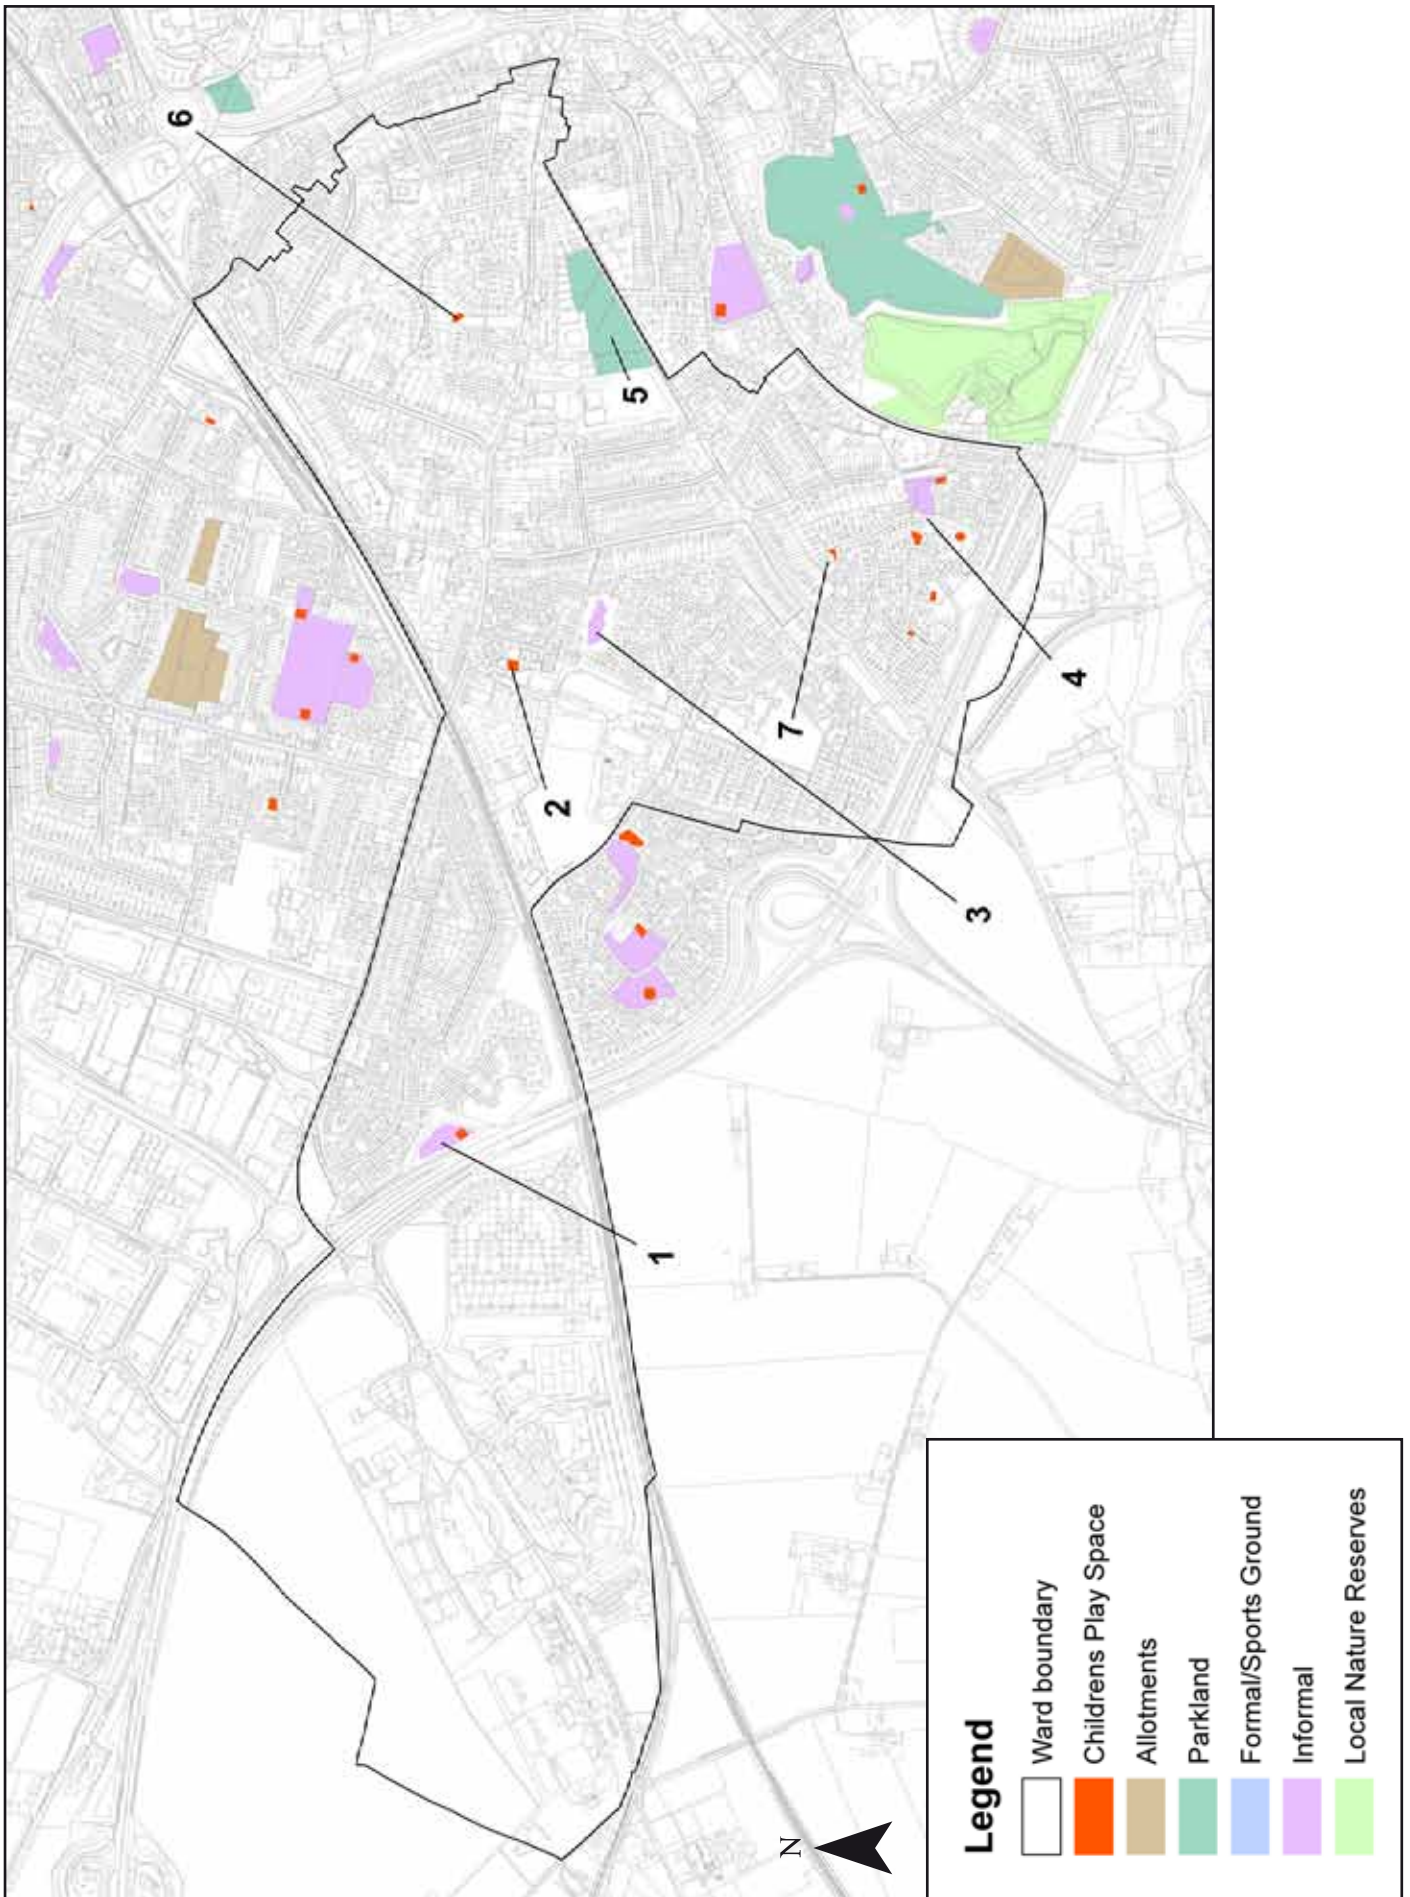 6
5
2
7
4
3
1
N
Legend
Ward boundary
Childrens Play Space
Allotments
Parkland
Formal/Sports Ground
Informal
Local Nature Reserves